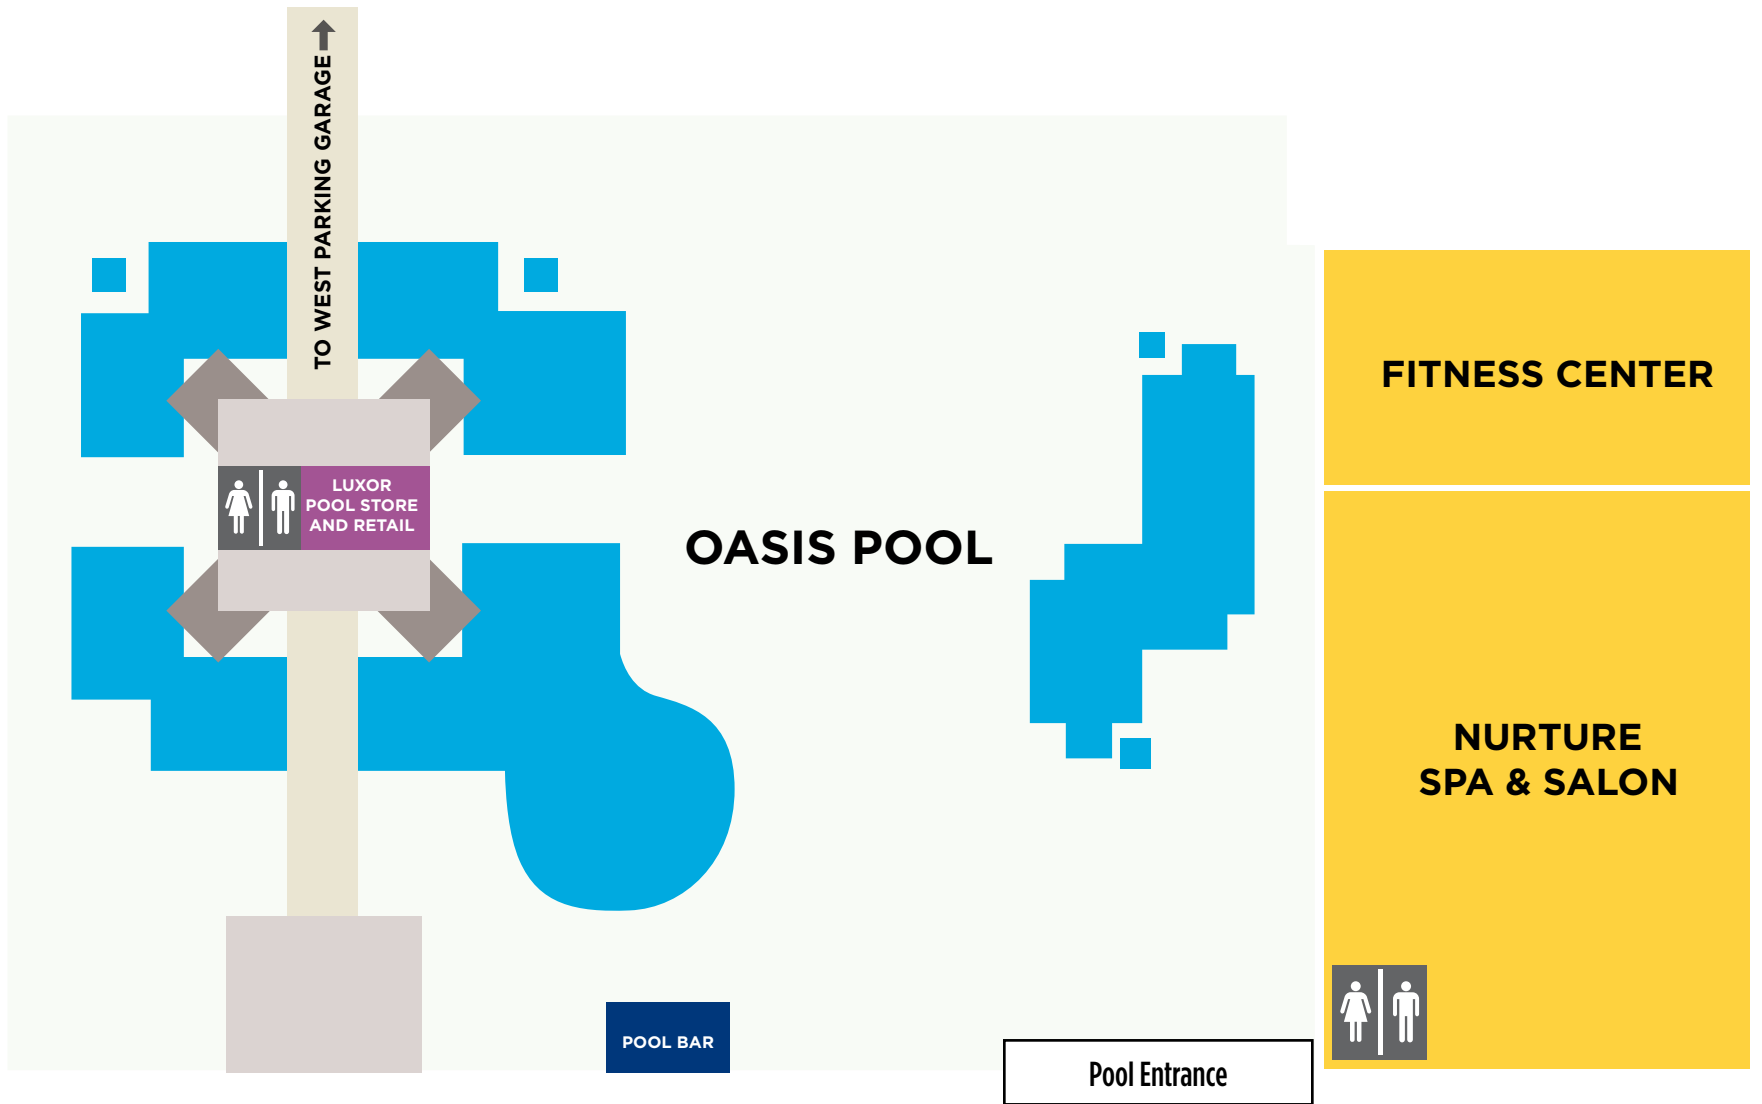 TO WEST PARKING GARAGE
LUXOR
POOL STORE
AND RETAIL
OASIS POOL
FITNESS CENTER
NURTURE
SPA & SALON
POOL BAR
Pool Entrance